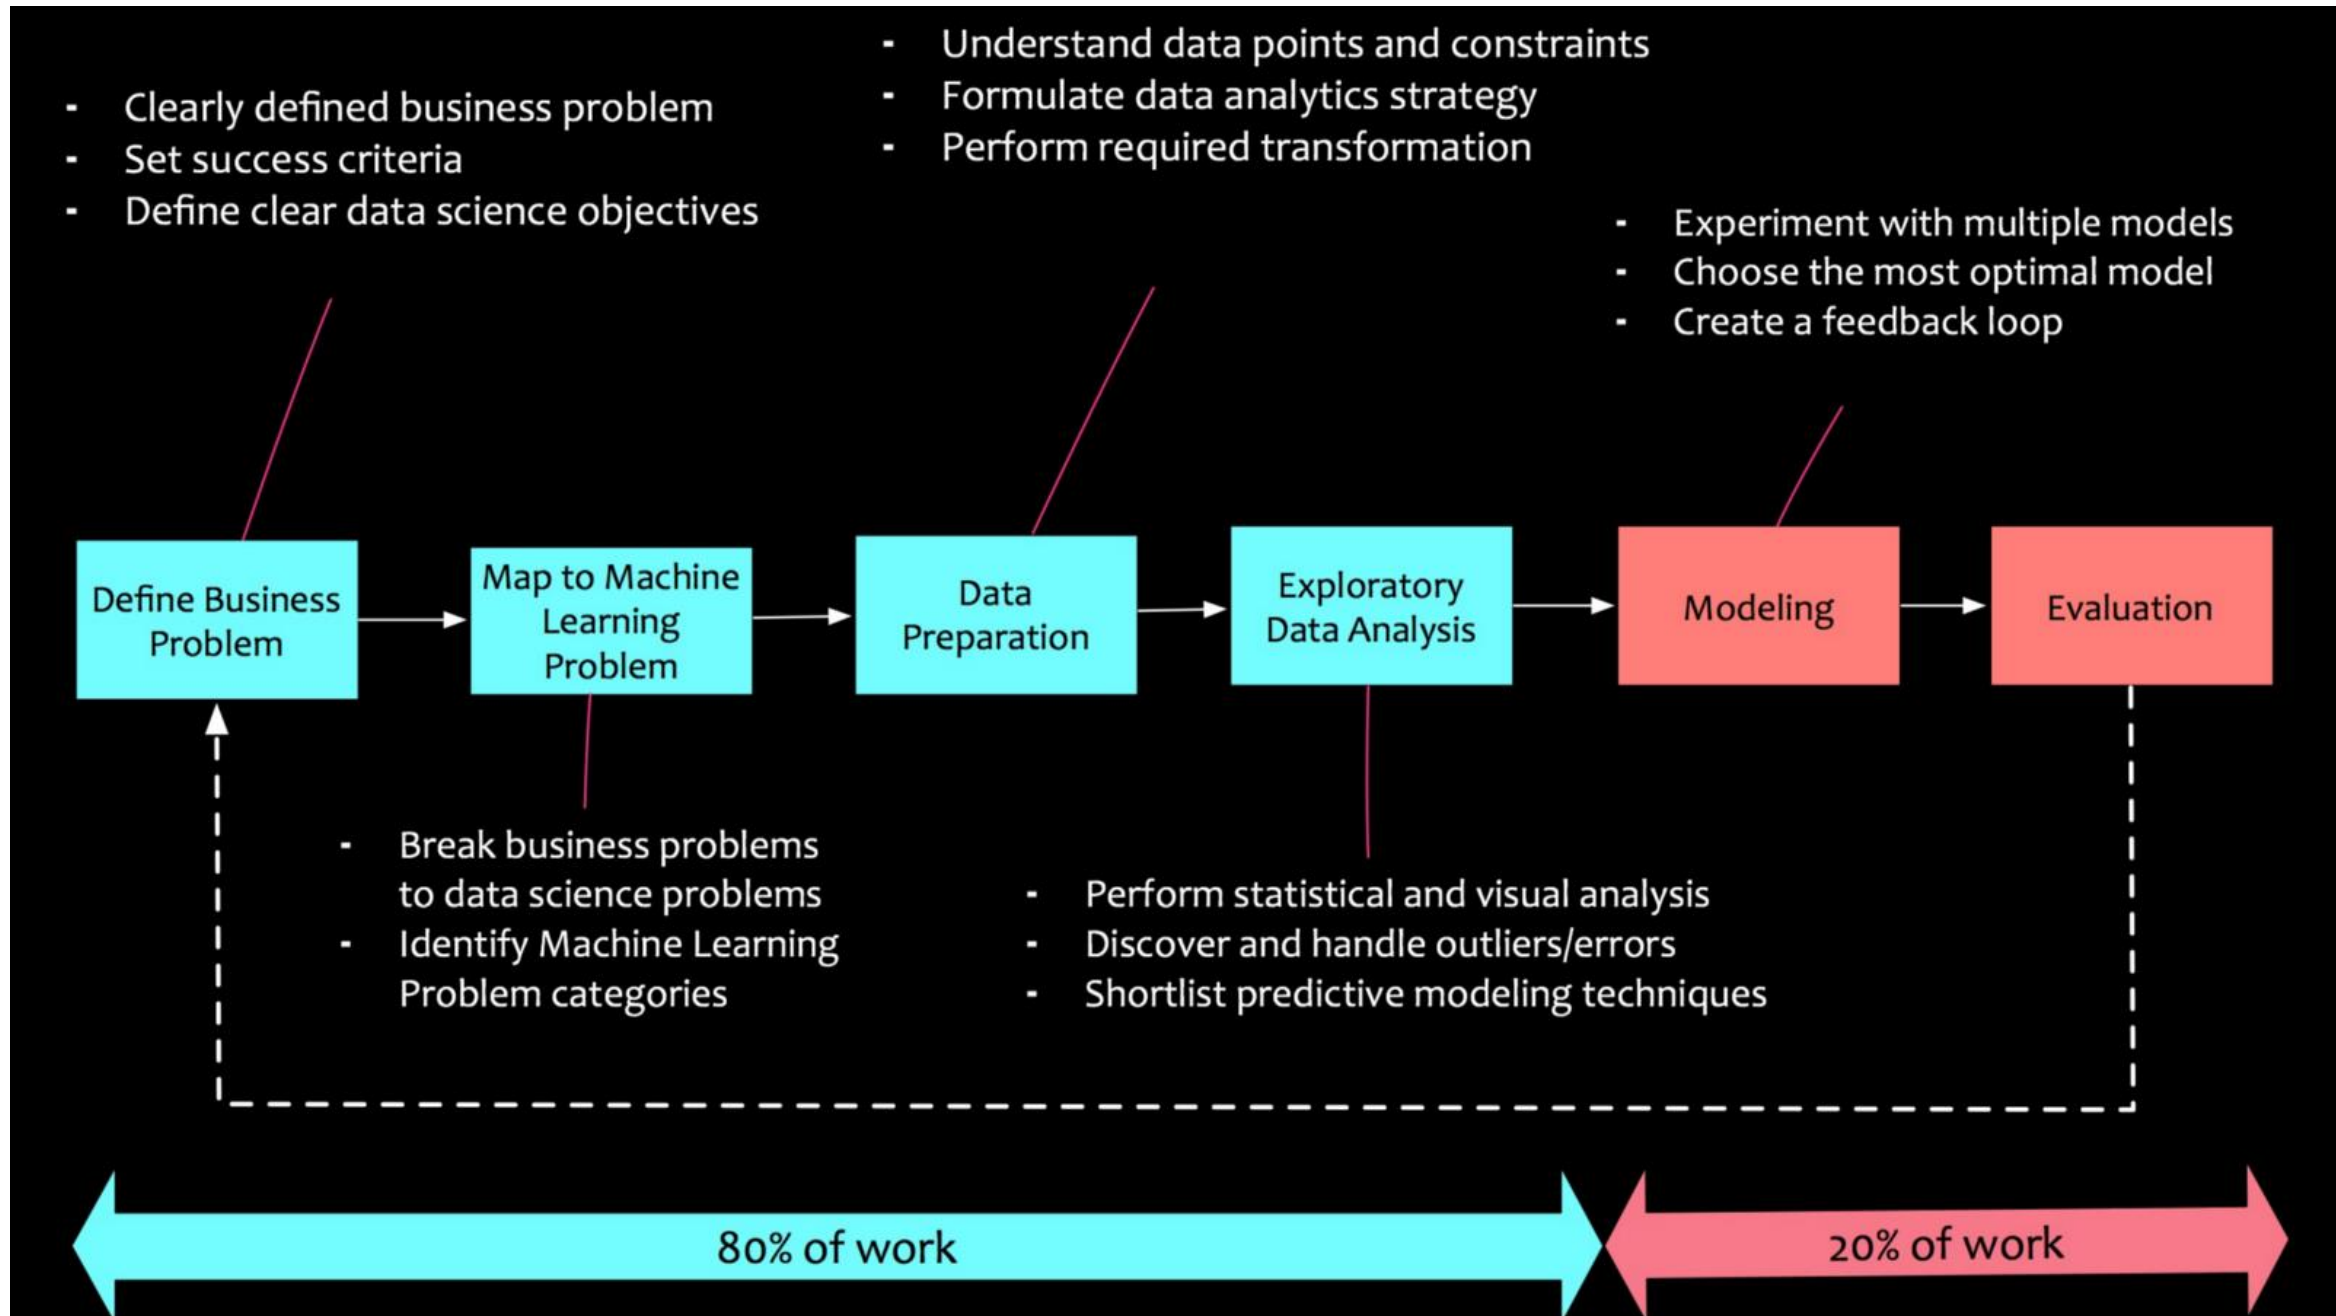 - Understand data points and constraints
- Formulate data analytics strategy
- Perform required transformation
- Clearly defined business problem
- Set success criteria
- Define clear data science objectives
- Experiment with multiple models
- Choose the most optimal model
- Create a feedback loop
Define Business
Problem
Map to Machine
Learning
Problem
Data
Preparation
Exploratory
Data Analysis
Modeling
Evaluation
- Break business problems
to data science problems
- Identify Machine Learning
Problem categories
- Perform statistical and visual analysis
- Discover and handle outliers/errors
- Shortlist predictive modeling techniques
80% of work
20% of work